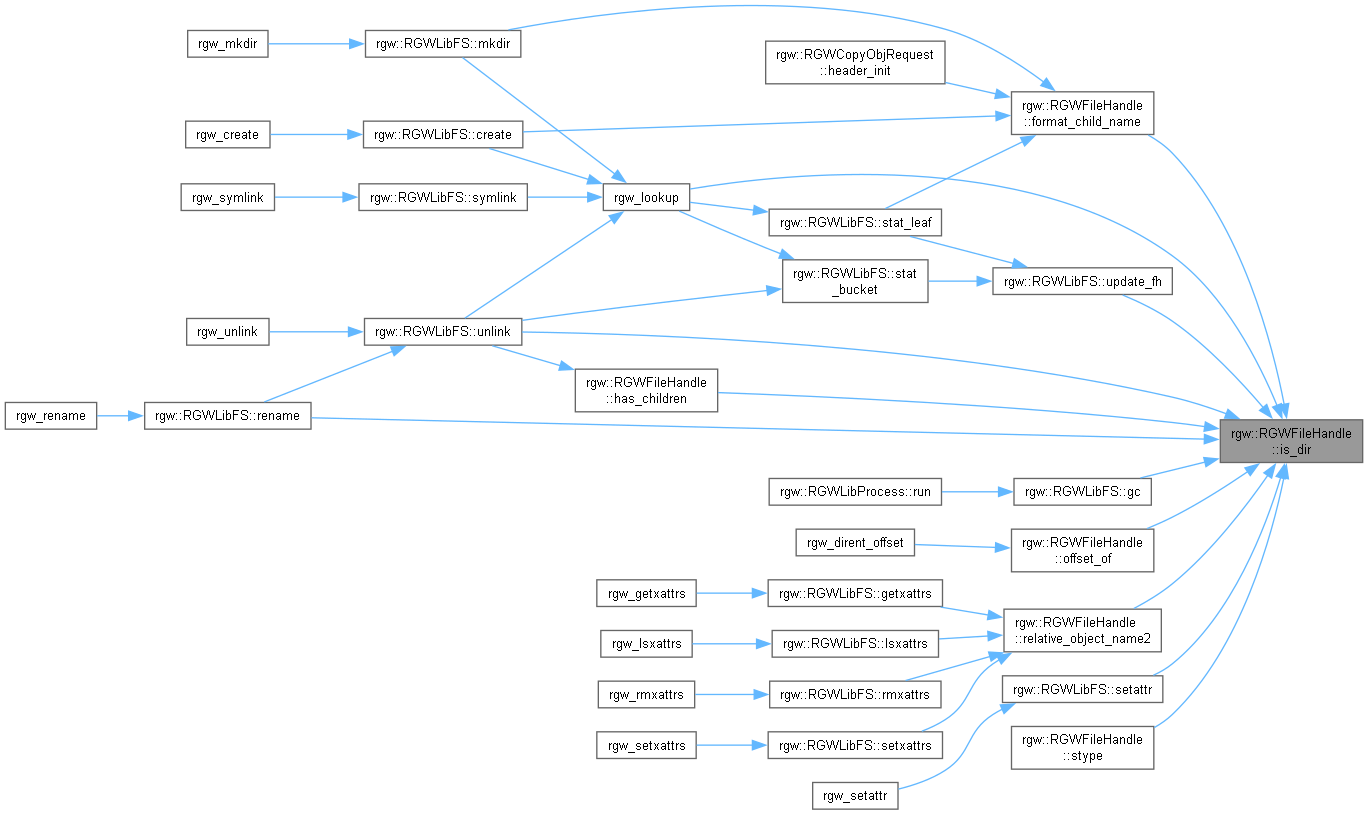 rgw_mkdir
rgw::RGWLibFS::mkdir
rgw::RGWCopyObjRequest
::header_init
rgw::RGWFileHandle
::format_child_name
rgw_create
rgw::RGWLibFS::create
rgw_symlink
rgw::RGWLibFS::symlink
rgw_lookup
rgw::RGWLibFS::stat_leaf
rgw::RGWLibFS::stat
_bucket
rgw::RGWLibFS::update_fh
rgw_unlink
rgw::RGWLibFS::unlink
rgw::RGWFileHandle
::has_children
rgw_rename
rgw::RGWLibFS::rename
rgw::RGWFileHandle
::is_dir
rgw::RGWLibProcess::run
rgw::RGWLibFS::gc
rgw_dirent_offset
rgw::RGWFileHandle
::offset_of
rgw_getxattrs
rgw::RGWLibFS::getxattrs
rgw::RGWFileHandle
::relative_object_name2
rgw_lsxattrs
rgw::RGWLibFS::lsxattrs
rgw_rmxattrs
rgw::RGWLibFS::rmxattrs
rgw::RGWLibFS::setattr
rgw_setxattrs
rgw::RGWLibFS::setxattrs
rgw::RGWFileHandle
::stype
rgw_setattr